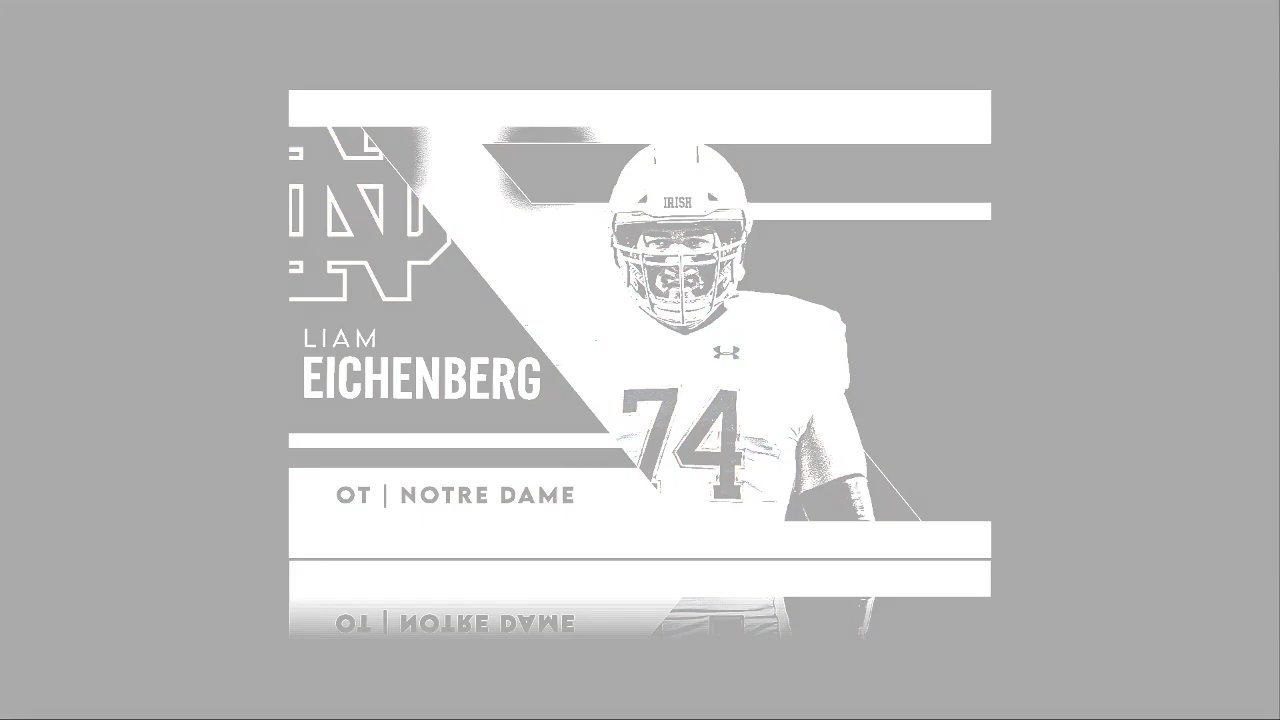 IRISH
LIAM
EICHENBERG
74
OT | NOTRE DAME
OT | NOTRE DAME